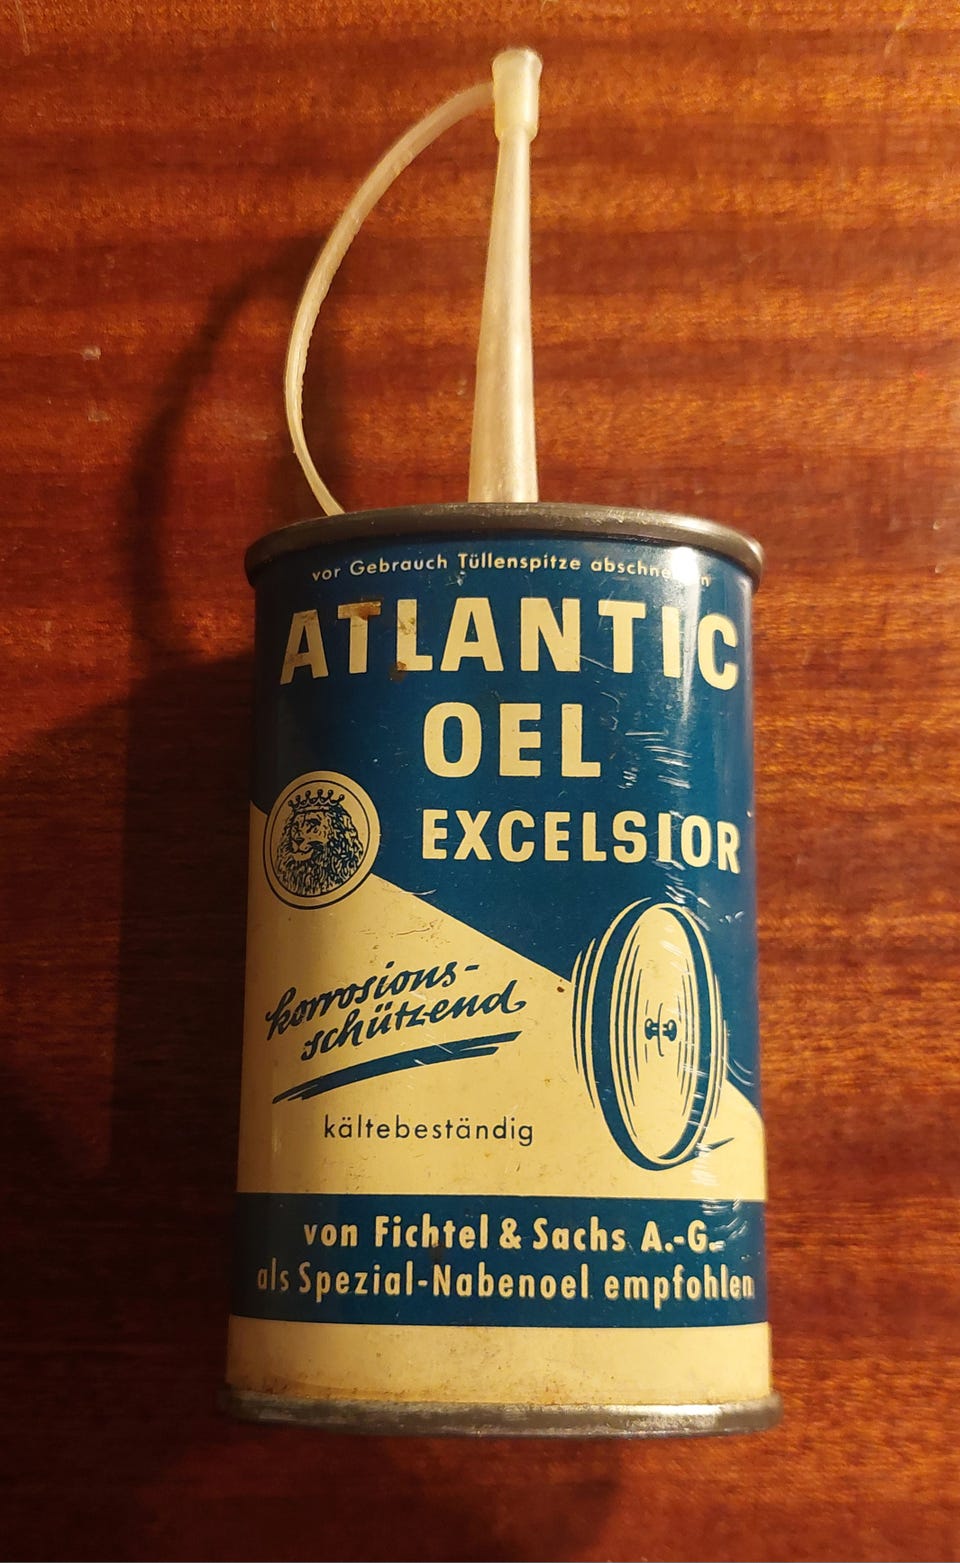 vor Gebrauch Tüllenspitze abschneiden
ATLANTIC
OEL
EXCELSIOR
korrosions-
schützend
kältebeständig
von Fichtel & Sachs A.-G.
als Spezial-Nabenoel empfohlen